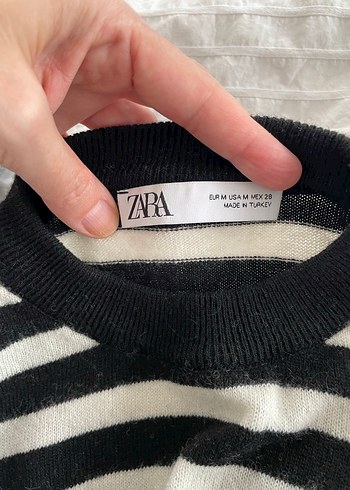 ZARA
EUR M USA M MEX 28
MADE IN TURKEY